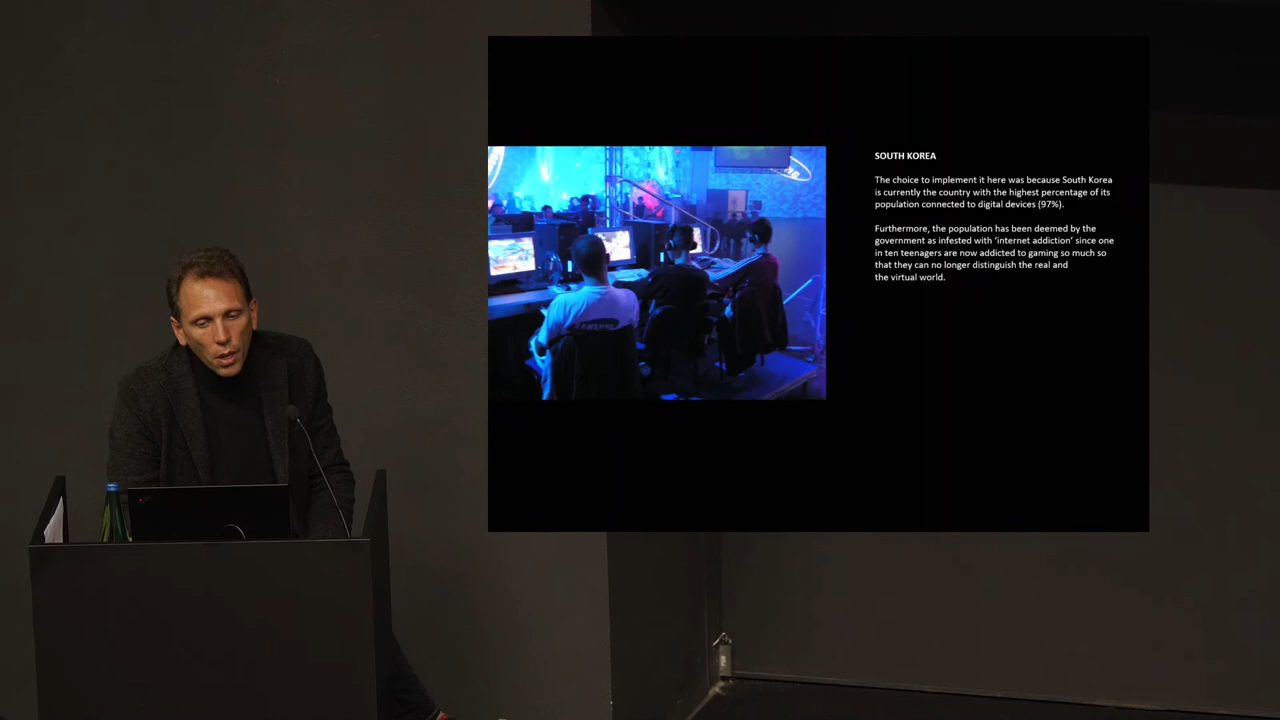 SOUTH KOREA
The choice to implement it here was because South Korea
is currently the country with the highest percentage of its
population connected to digital devices (97%).
Furthermore, the population has been deemed by the
government as infested with ‘internet addiction’ since one
in ten teenagers are now addicted to gaming so much so
that they can no longer distinguish the real and
the virtual world.